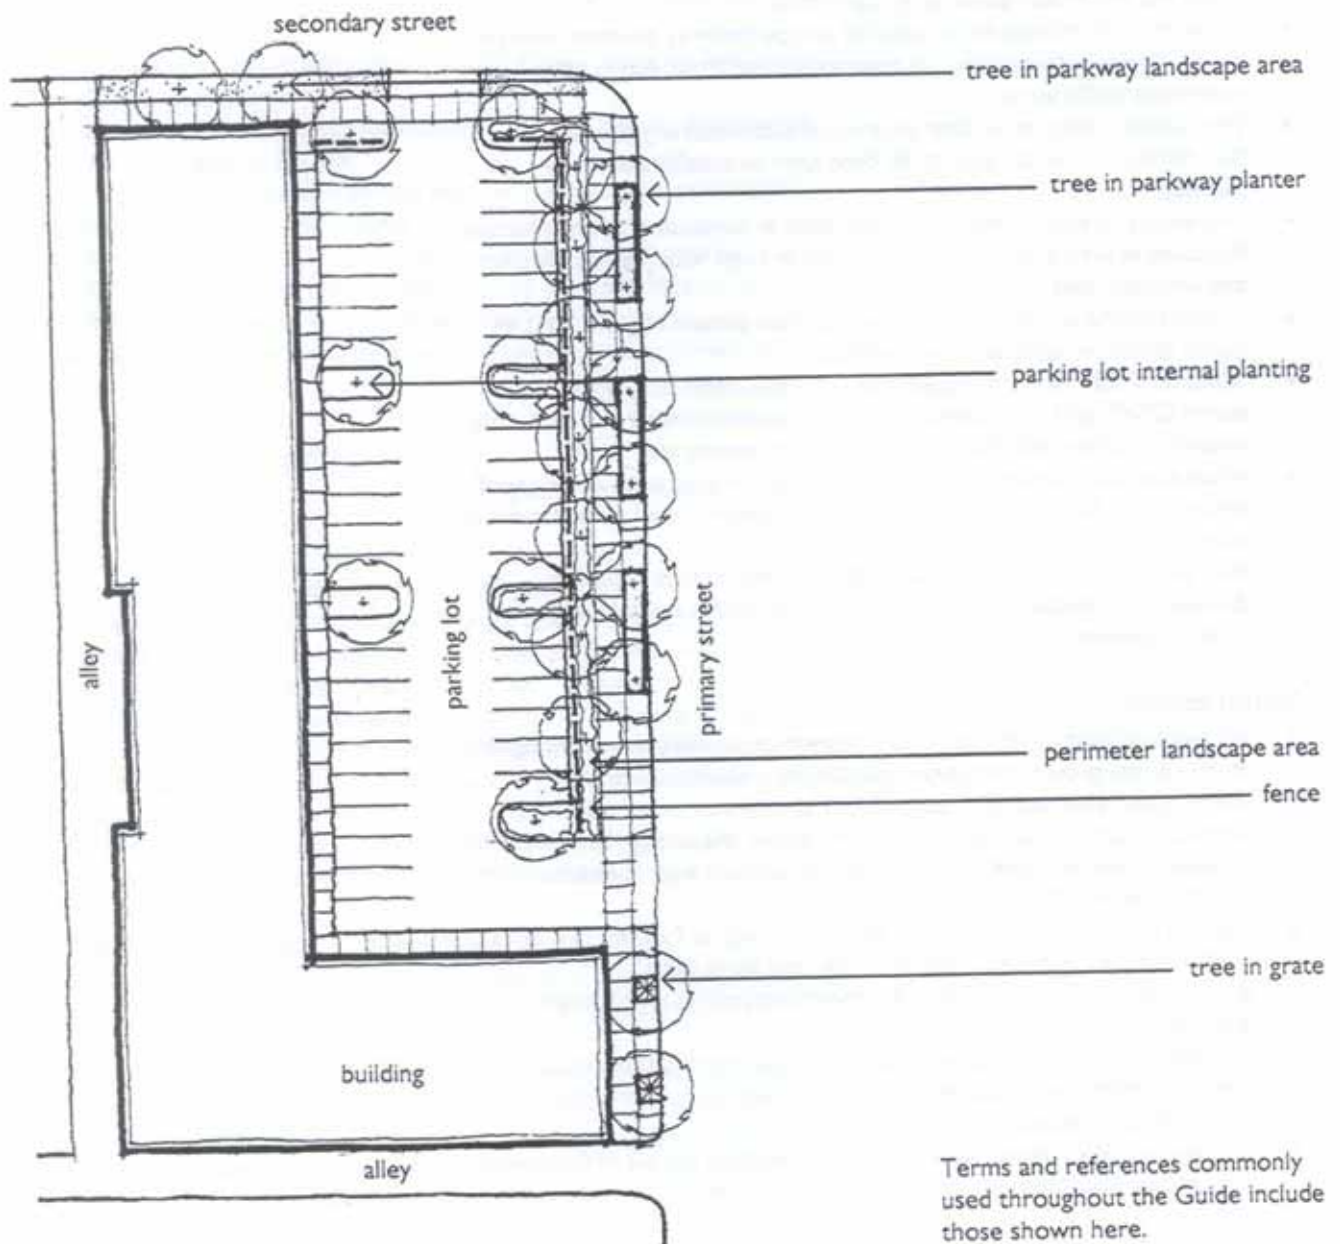 secondary street
tree in parkway landscape area
tree in parkway planter
parking lot internal planting
alley
parking lot
primary street
perimeter landscape area
fence
tree in grate
building
alley
Terms and references commonly
used throughout the Guide include
those shown here.